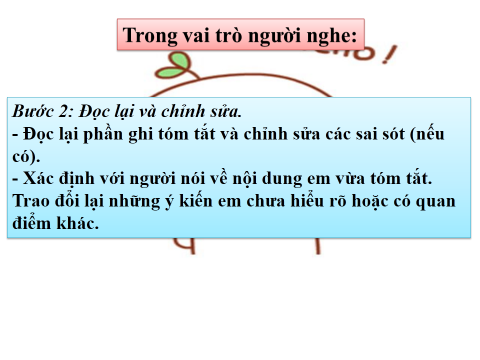 Trong vai trò người nghe:
Bước 2: Đọc lại và chỉnh sửa.
- Đọc lại phần ghi tóm tắt và chỉnh sửa các sai sót (nếu
có).
- Xác định với người nói về nội dung em vừa tóm tắt.
Trao đổi lại những ý kiến em chưa hiểu rõ hoặc có quan
điểm khác.